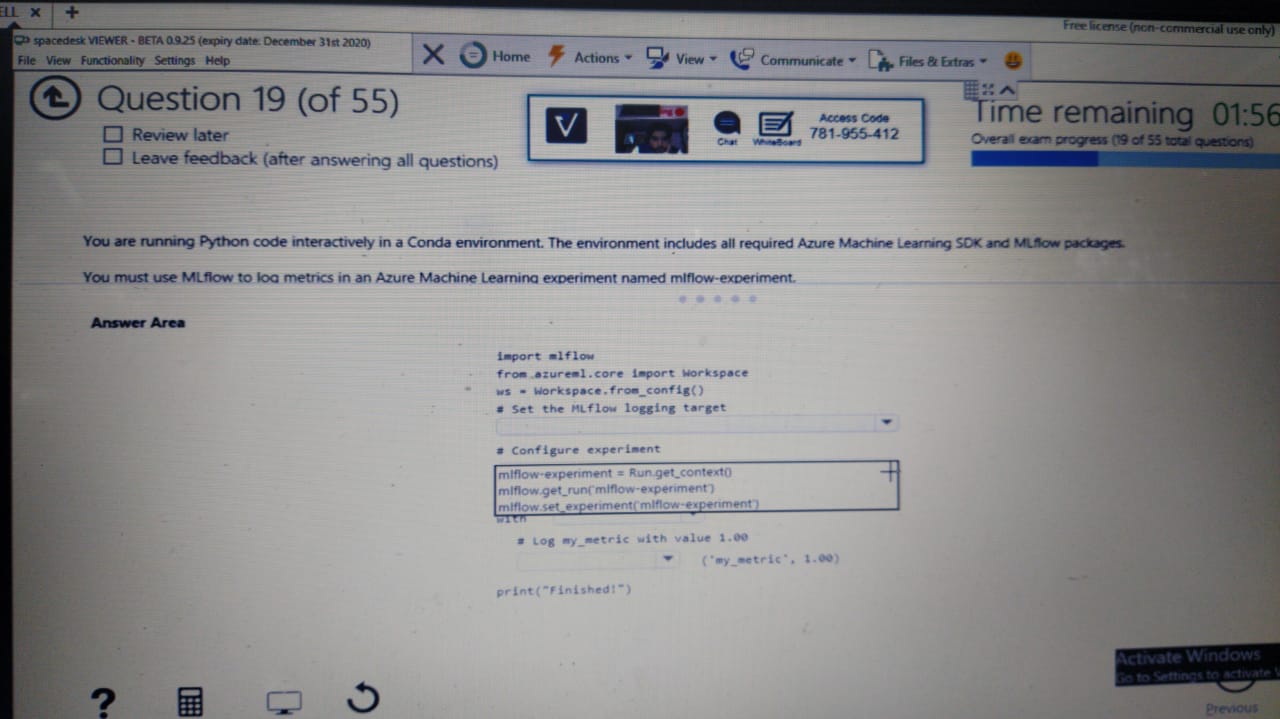 ELL × +
Free license (non-commercial use only)
spacedesk VIEWER - BETA 0.9.25 (expiry date: December 31st 2020)
File View Functionality Settings Help
Home Actions View Communicate Files & Extras
Question 19 (of 55)
Review later
Leave feedback (after answering all questions)
V
Chat
WhiteBoard
Access Code
781-955-412
Time remaining 01:56
Overall exam progress (19 of 55 total questions)
You are running Python code interactively in a Conda environment. The environment includes all required Azure Machine Learning SDK and MLflow packages.
You must use MLflow to log metrics in an Azure Machine Learning experiment named mlflow-experiment.
Answer Area
import mlflow
from azureml.core import Workspace
ws = Workspace.from_config()
# Set the MLflow logging target
# Configure experiment
mlflow-experiment = Run.get_context()
mlflow.get_run('mlflow-experiment')
mlflow.set_experiment('mlflow-experiment')
with
# Log my_metric with value 1.00
('my_metric', 1.00)
print("Finished!")
Activate Windows
Go to Settings to activate
?
Previous